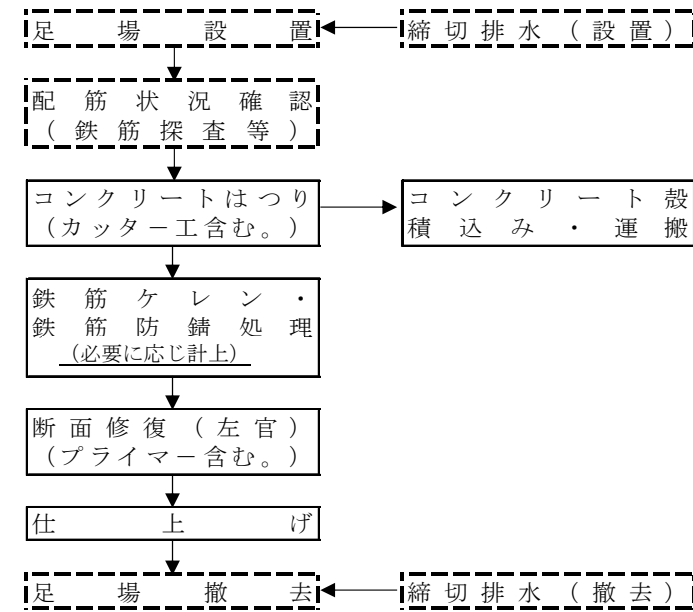 足場設置
締切排水（設置）
配筋状況確認
（鉄筋探査等）
コンクリートはつり
（カッター工含む。）
コンクリート殻
積込み・運搬
鉄筋ケレン・
鉄筋防錆処理
（必要に応じ計上）
断面修復（左官）
（プライマー含む。）
仕上げ
足場撤去
締切排水（撤去）